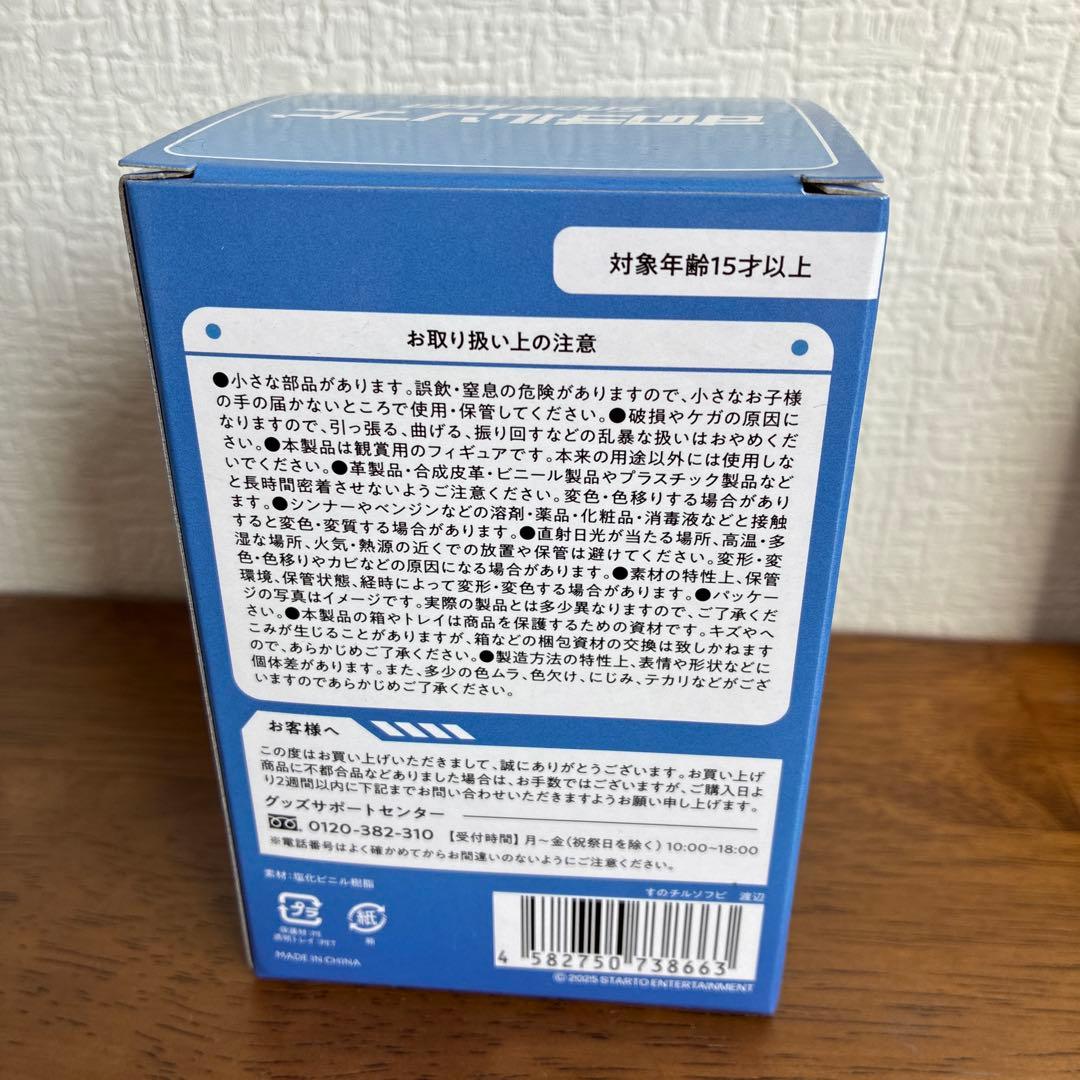 すのチルソフビ
対象年齢15才以上
お取り扱い上の注意
●小さな部品があります。誤飲・窒息の危険がありますので、小さなお子様
の手の届かないところで使用・保管してください。●破損やケガの原因に
なりますので、引っ張る、曲げる、振り回すなどの乱暴な扱いはおやめくだ
さい。●本製品は観賞用のフィギュアです。本来の用途以外には使用しな
いでください。●革製品・合成皮革・ビニール製品やプラスチック製品など
と長時間密着させないようご注意ください。変色・色移りする場合があり
ます。●シンナーやベンジンなどの溶剤・薬品・化粧品・消毒液などと接触
すると変色・変質する場合があります。●直射日光が当たる場所、高温・多
湿な場所、火気・熱源の近くでの放置や保管は避けてください。変形・変
色・色移りやカビなどの原因になる場合があります。●素材の特性上、保管
環境、保管状態、経時によって変形・変色する場合があります。●パッケー
ジの写真はイメージです。実際の製品とは多少異なりますので、ご了承くだ
さい。●本製品の箱やトレイは商品を保護するための資材です。キズやへ
こみが生じることがありますが、箱などの梱包資材の交換は致しかねます
ので、あらかじめご了承ください。●製造方法の特性上、表情や形状などに
個体差があります。また、多少の色ムラ、色欠け、にじみ、テカリなどがござ
いますのであらかじめご了承ください。
お客様へ
この度はお買い上げいただきまして、誠にありがとうございます。お買い上げ
商品に不都合品などありました場合は、お手数ではございますが、ご購入日よ
り2週間以内に下記までお問い合わせいただきますようお願い申し上げます。
グッズサポートセンター
0120-382-310 【受付時間】月～金(祝祭日を除く)10:00~18:00
※電話番号はよく確かめてからお間違いのないようにご注意ください。
素材:塩化ビニル樹脂
すのチルソフビ 渡辺
プラ
紙
保護材:PE
透明トレイ:PET
箱
MADE IN CHINA
4 582750 738663
© 2025 STARTO ENTERTAINMENT